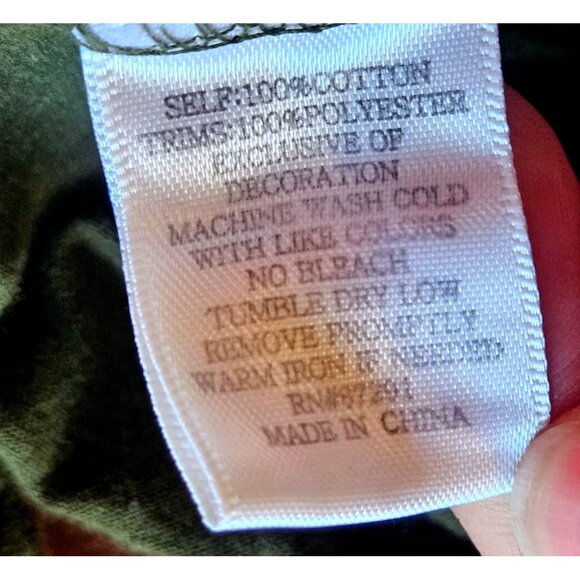 SELF:100%COTTON
TRIMS:100%POLYESTER
EXCLUSIVE OF
DECORATION
MACHINE WASH COLD
WITH LIKE COLORS
NO BLEACH
TUMBLE DRY LOW
REMOVE PROMPTLY
WARM IRON IF NEEDED
RN#87291
MADE IN CHINA